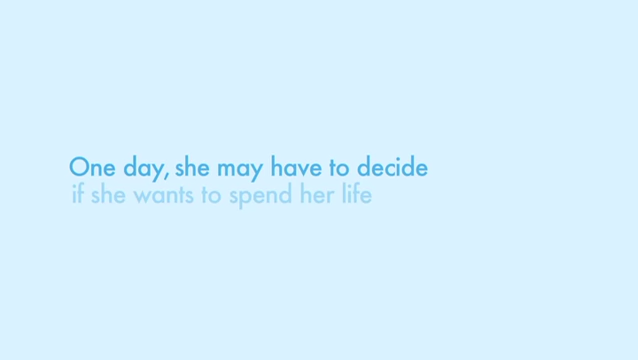 One day, she may have to decide
if she wants to spend her life